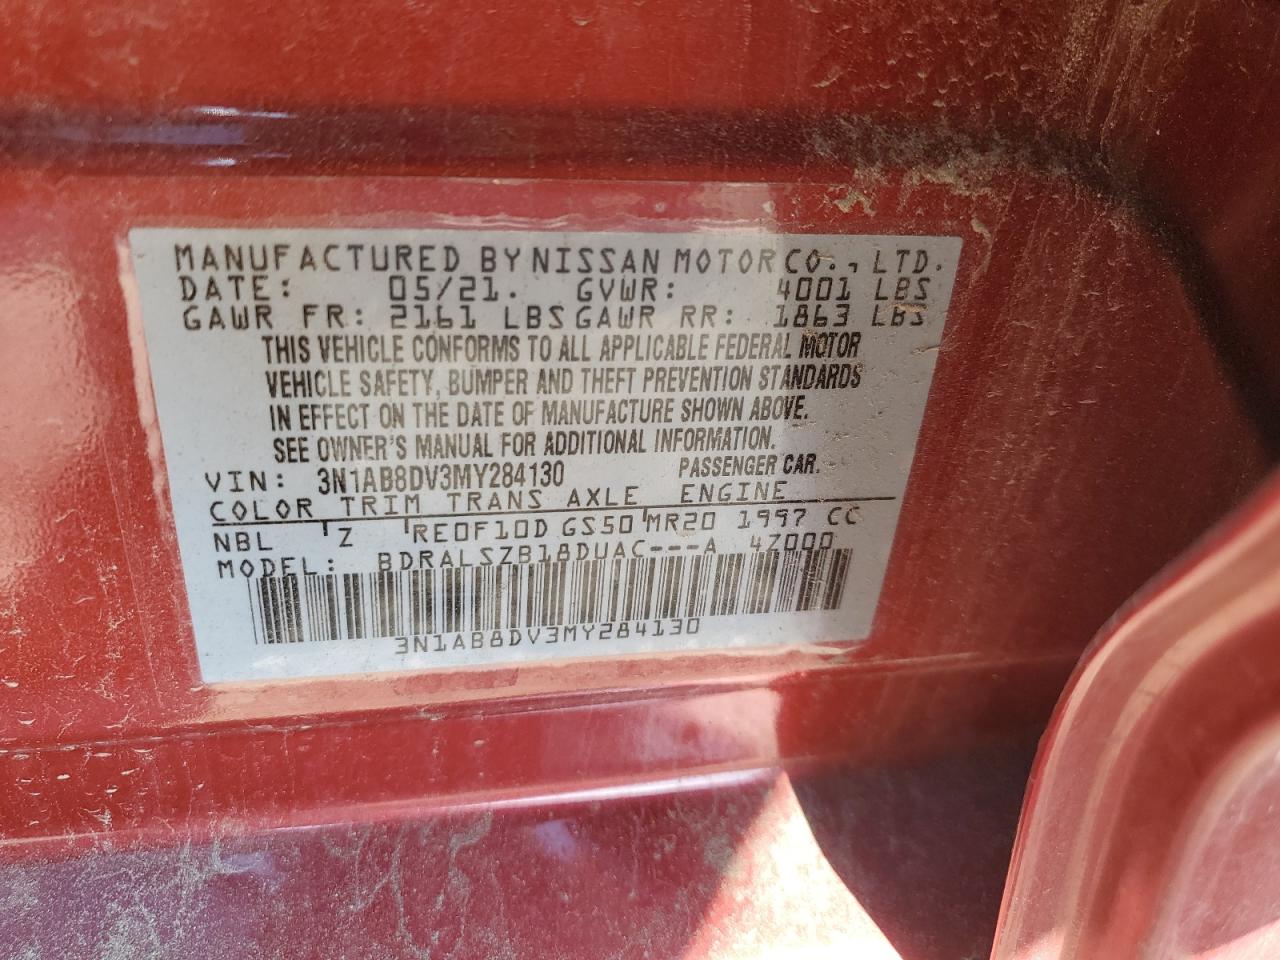 MANUFACTURED BY NISSAN MOTOR CO., LTD.
DATE: 05/21. GVWR: 4001 LBS
GAWR FR: 2161 LBS GAWR RR: 1863 LBS
THIS VEHICLE CONFORMS TO ALL APPLICABLE FEDERAL MOTOR
VEHICLE SAFETY, BUMPER AND THEFT PREVENTION STANDARDS
IN EFFECT ON THE DATE OF MANUFACTURE SHOWN ABOVE.
SEE OWNER'S MANUAL FOR ADDITIONAL INFORMATION.
VIN: 3N1AB8DV3MY284130 PASSENGER CAR.
COLOR TRIM TRANS AXLE ENGINE
NBL Z RE0F10D GS50 MR20 1997 CC
MODEL: BDRALSZB18DUAC---A 4Z000
3N1AB8DV3MY284130